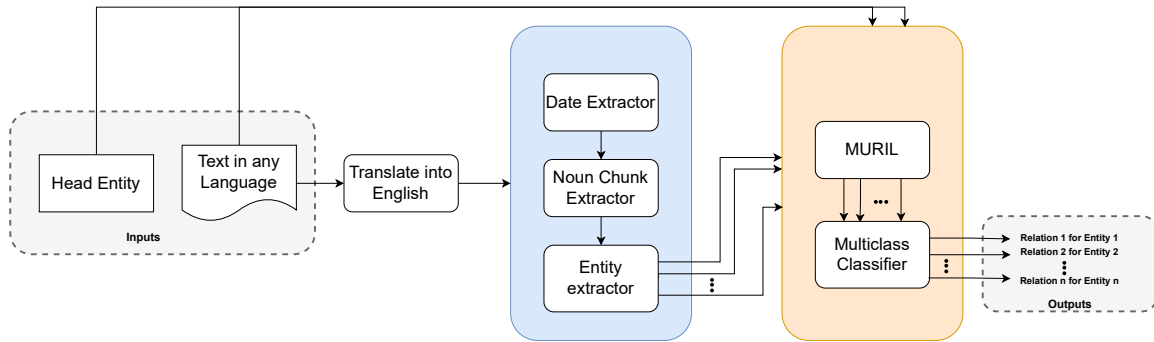 Head Entity
Text in any
Language
Inputs
Translate into
English
Date Extractor
Noun Chunk
Extractor
Entity
extractor
MURIL
Multiclass
Classifier
Relation 1 for Entity 1
Relation 2 for Entity 2
Relation n for Entity n
Outputs